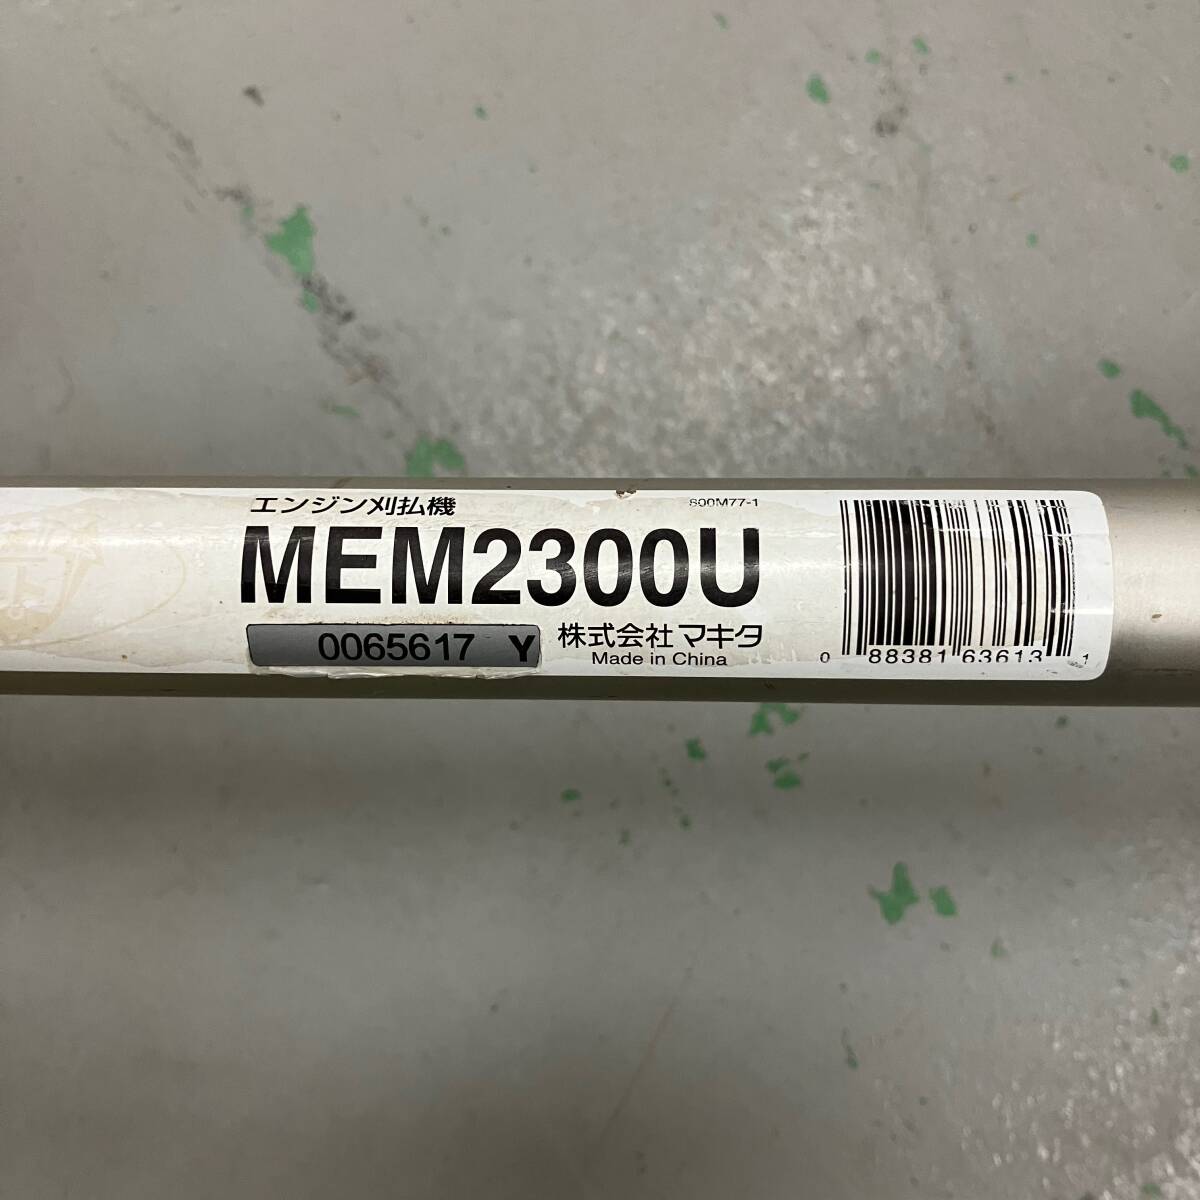 エンジン刈払機
800M77-1
MEM2300U
0065617 Y
株式会社 マキタ
Made in China
0 88381 63613 1